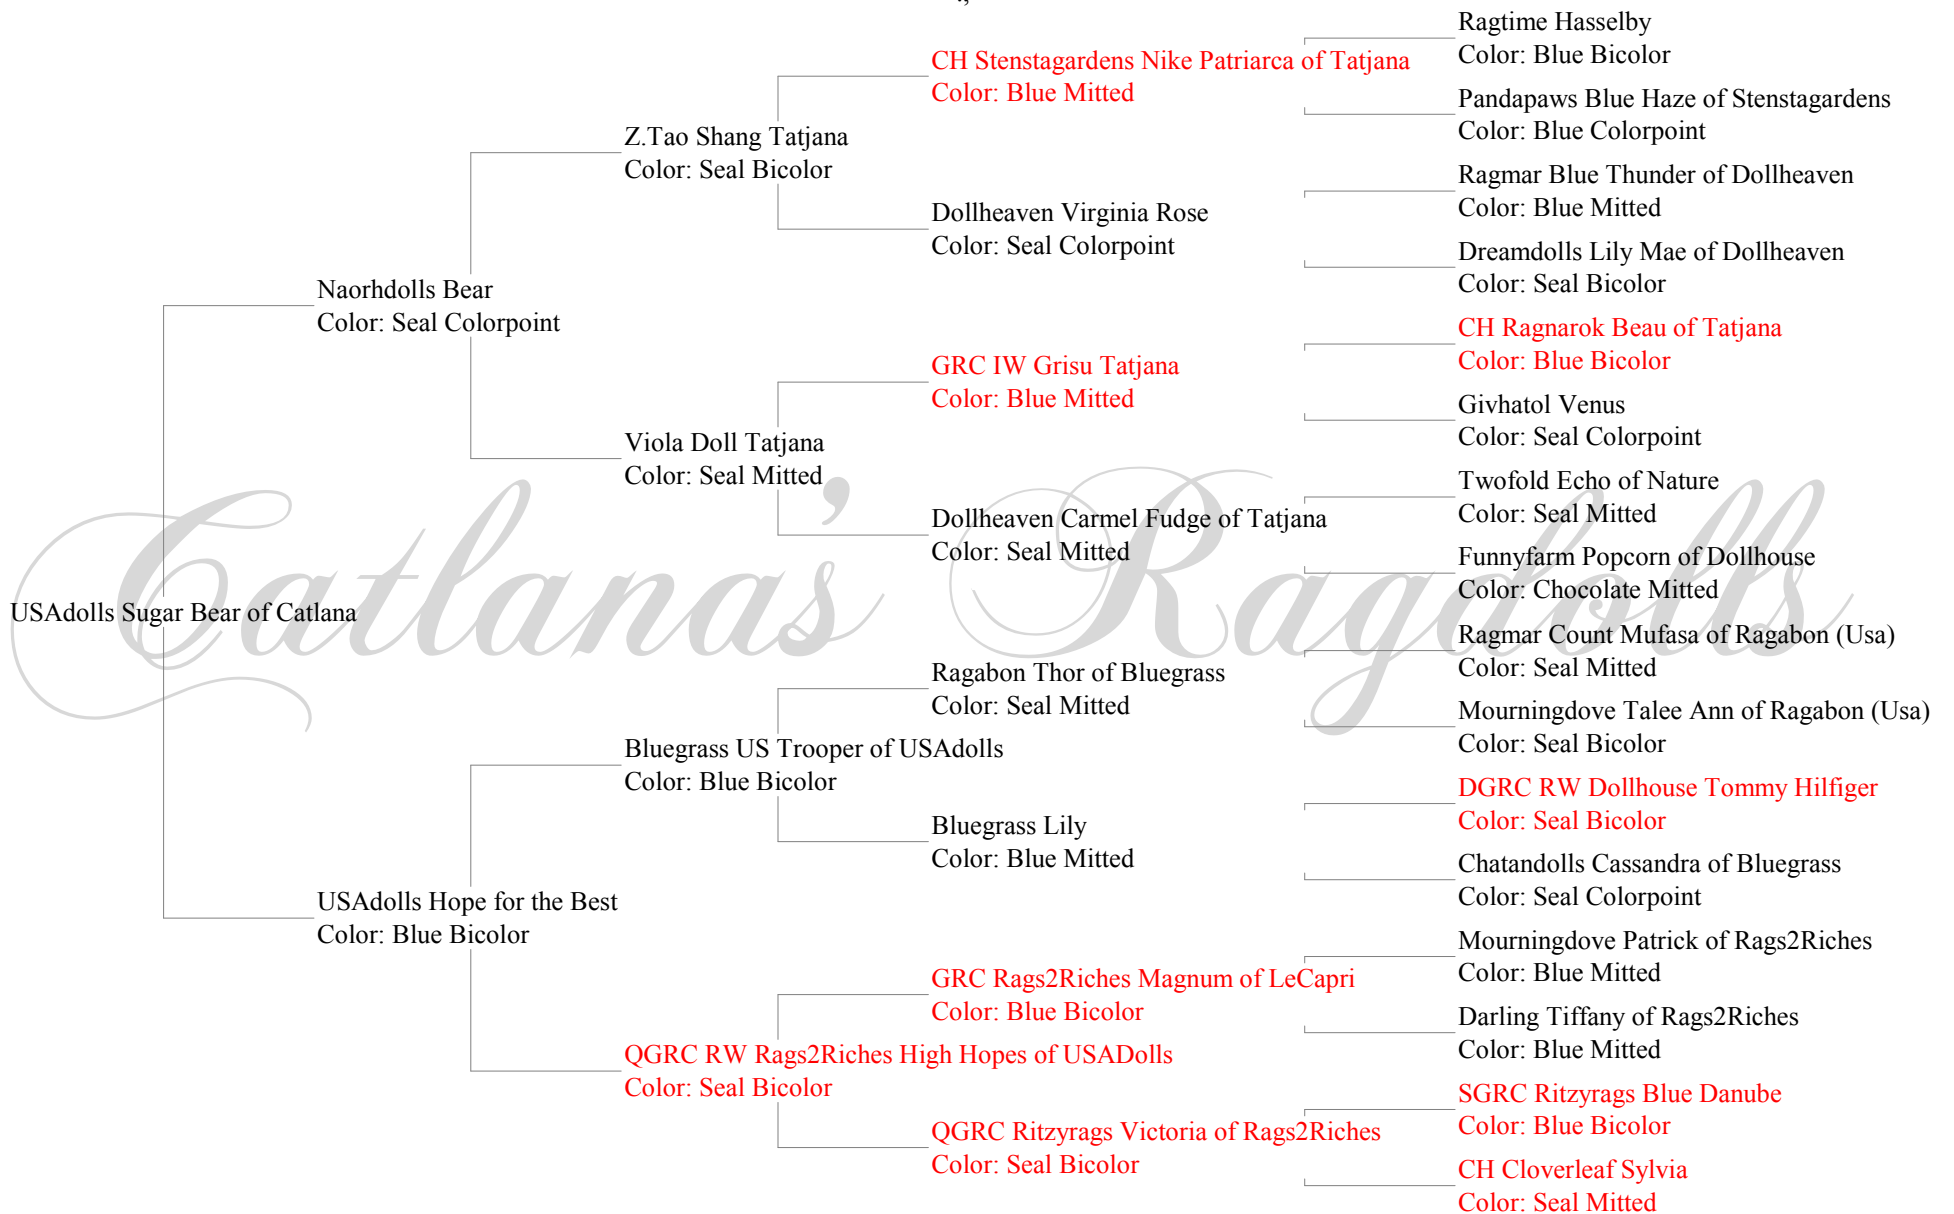 Ragtime Hasselby
Color: Blue Bicolor
CH Stenstagardens Nike Patriarca of Tatjana
Color: Blue Mitted
Pandapaws Blue Haze of Stenstagardens
Color: Blue Colorpoint
Z.Tao Shang Tatjana
Color: Seal Bicolor
Ragmar Blue Thunder of Dollheaven
Color: Blue Mitted
Dollheaven Virginia Rose
Color: Seal Colorpoint
Dreamdolls Lily Mae of Dollheaven
Color: Seal Bicolor
Naorhdolls Bear
Color: Seal Colorpoint
CH Ragnarok Beau of Tatjana
Color: Blue Bicolor
GRC IW Grisu Tatjana
Color: Blue Mitted
Givhatol Venus
Color: Seal Colorpoint
Viola Doll Tatjana
Color: Seal Mitted
Twofold Echo of Nature
Color: Seal Mitted
Dollheaven Carmel Fudge of Tatjana
Color: Seal Mitted
Funnyfarm Popcorn of Dollhouse
Color: Chocolate Mitted
Catlanas' Ragdolls
USAdolls Sugar Bear of Catlana
Ragmar Count Mufasa of Ragabon (Usa)
Color: Seal Mitted
Ragabon Thor of Bluegrass
Color: Seal Mitted
Mourningdove Talee Ann of Ragabon (Usa)
Color: Seal Bicolor
Bluegrass US Trooper of USAdolls
Color: Blue Bicolor
DGRC RW Dollhouse Tommy Hilfiger
Color: Seal Bicolor
Bluegrass Lily
Color: Blue Mitted
Chatandolls Cassandra of Bluegrass
Color: Seal Colorpoint
USAdolls Hope for the Best
Color: Blue Bicolor
Mourningdove Patrick of Rags2Riches
Color: Blue Mitted
GRC Rags2Riches Magnum of LeCapri
Color: Blue Bicolor
Darling Tiffany of Rags2Riches
Color: Blue Mitted
QGRC RW Rags2Riches High Hopes of USADolls
Color: Seal Bicolor
SGRC Ritzyrags Blue Danube
Color: Blue Bicolor
QGRC Ritzyrags Victoria of Rags2Riches
Color: Seal Bicolor
CH Cloverleaf Sylvia
Color: Seal Mitted